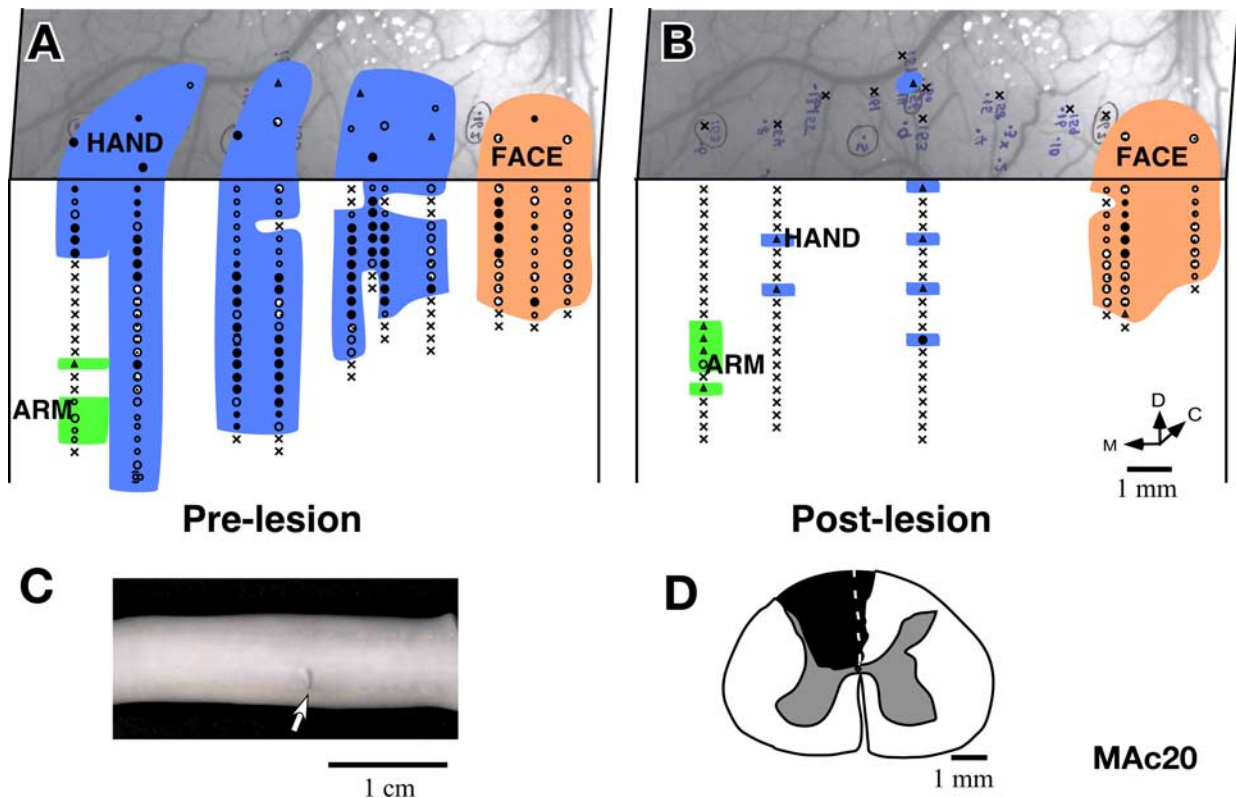 A
B
HAND
FACE
FACE
HAND
ARM
ARM
D
C
M
1 mm
Pre-lesion
Post-lesion
C
D
1 cm
1 mm
MAc20